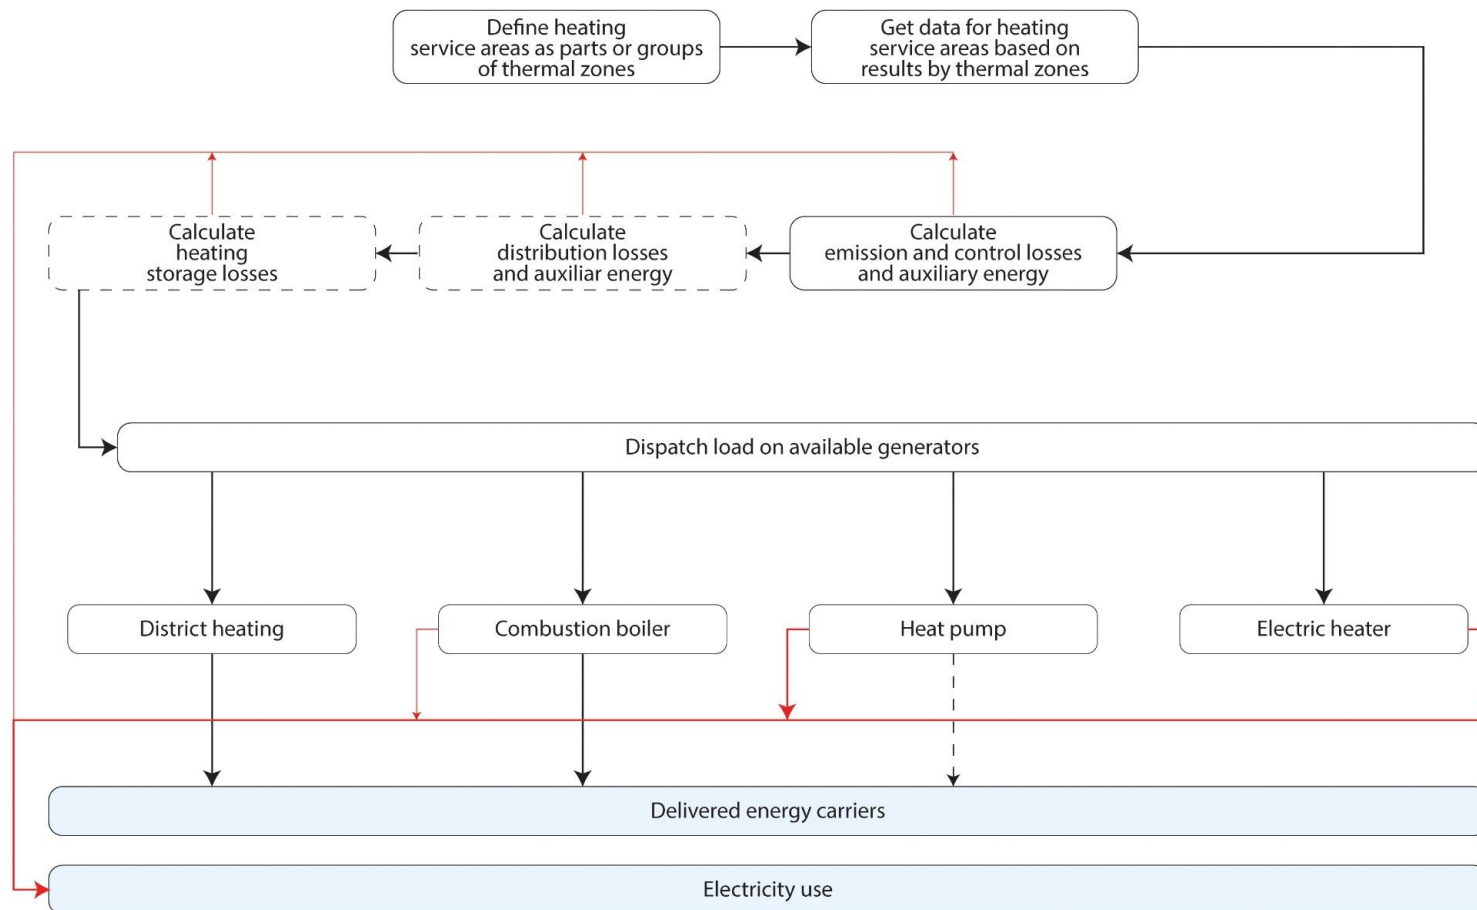 Define heating
service areas as parts or groups
of thermal zones
Get data for heating
service areas based on
results by thermal zones
Calculate
heating
storage losses
Calculate
distribution losses
and auxiliar energy
Calculate
emission and control losses
and auxiliary energy
Dispatch load on available generators
District heating
Combustion boiler
Heat pump
Electric heater
Delivered energy carriers
Electricity use